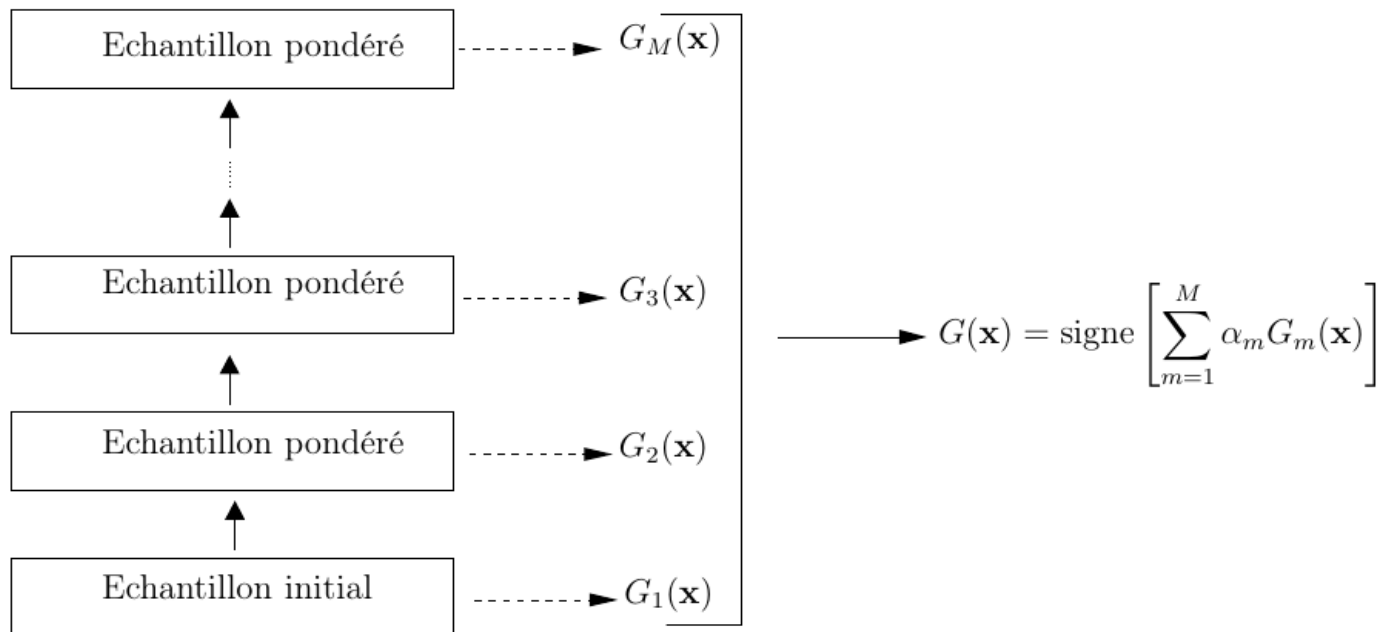 Echantillon pondéré
G_M(x)
Echantillon pondéré
G_3(x)
G(x) = signe [∑_{m=1}^{M} α_m G_m(x)]
Echantillon pondéré
G_2(x)
Echantillon initial
G_1(x)